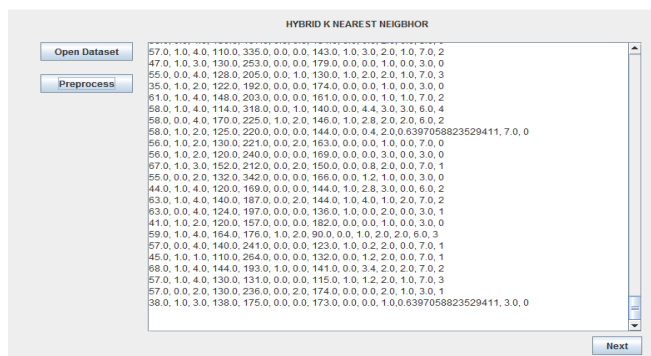 HYBRID K NEAREST NEIGBHOR
Open Dataset
Preprocess
57.0, 1.0, 4.0, 110.0, 335.0, 0.0, 0.0, 143.0, 1.0, 3.0, 2.0, 1.0, 7.0, 2
47.0, 1.0, 3.0, 130.0, 253.0, 0.0, 0.0, 179.0, 0.0, 0.0, 1.0, 0.0, 3.0, 0
55.0, 0.0, 4.0, 128.0, 205.0, 0.0, 1.0, 130.0, 1.0, 2.0, 2.0, 1.0, 7.0, 3
35.0, 1.0, 2.0, 122.0, 192.0, 0.0, 0.0, 174.0, 0.0, 0.0, 1.0, 0.0, 3.0, 0
61.0, 1.0, 4.0, 148.0, 203.0, 0.0, 0.0, 161.0, 0.0, 0.0, 1.0, 1.0, 7.0, 2
58.0, 1.0, 4.0, 114.0, 318.0, 0.0, 1.0, 140.0, 0.0, 4.4, 3.0, 3.0, 6.0, 4
58.0, 0.0, 4.0, 170.0, 225.0, 1.0, 2.0, 146.0, 1.0, 2.8, 2.0, 2.0, 6.0, 2
58.0, 1.0, 2.0, 125.0, 220.0, 0.0, 0.0, 144.0, 0.0, 0.4, 2.0,0.6397058823529411, 7.0, 0
56.0, 1.0, 2.0, 130.0, 221.0, 0.0, 2.0, 163.0, 0.0, 0.0, 1.0, 0.0, 7.0, 0
56.0, 1.0, 2.0, 120.0, 240.0, 0.0, 0.0, 169.0, 0.0, 0.0, 3.0, 0.0, 3.0, 0
67.0, 1.0, 3.0, 152.0, 212.0, 0.0, 2.0, 150.0, 0.0, 0.8, 2.0, 0.0, 7.0, 1
55.0, 0.0, 2.0, 132.0, 342.0, 0.0, 0.0, 166.0, 0.0, 1.2, 1.0, 0.0, 3.0, 0
44.0, 1.0, 4.0, 120.0, 169.0, 0.0, 0.0, 144.0, 1.0, 2.8, 3.0, 0.0, 6.0, 2
63.0, 1.0, 4.0, 140.0, 187.0, 0.0, 2.0, 144.0, 1.0, 4.0, 1.0, 2.0, 7.0, 2
63.0, 0.0, 4.0, 124.0, 197.0, 0.0, 0.0, 136.0, 1.0, 0.0, 2.0, 0.0, 3.0, 1
41.0, 1.0, 2.0, 120.0, 157.0, 0.0, 0.0, 182.0, 0.0, 0.0, 1.0, 0.0, 3.0, 0
59.0, 1.0, 4.0, 164.0, 176.0, 1.0, 2.0, 90.0, 0.0, 1.0, 2.0, 2.0, 6.0, 3
57.0, 0.0, 4.0, 140.0, 241.0, 0.0, 0.0, 123.0, 1.0, 0.2, 2.0, 0.0, 7.0, 1
45.0, 1.0, 1.0, 110.0, 264.0, 0.0, 0.0, 132.0, 0.0, 1.2, 2.0, 0.0, 7.0, 1
68.0, 1.0, 4.0, 144.0, 193.0, 1.0, 0.0, 141.0, 0.0, 3.4, 2.0, 2.0, 7.0, 2
57.0, 1.0, 4.0, 130.0, 131.0, 0.0, 0.0, 115.0, 1.0, 1.2, 2.0, 1.0, 7.0, 3
57.0, 0.0, 2.0, 130.0, 236.0, 0.0, 2.0, 174.0, 0.0, 0.0, 2.0, 1.0, 3.0, 1
38.0, 1.0, 3.0, 138.0, 175.0, 0.0, 0.0, 173.0, 0.0, 0.0, 1.0,0.6397058823529411, 3.0, 0
Next